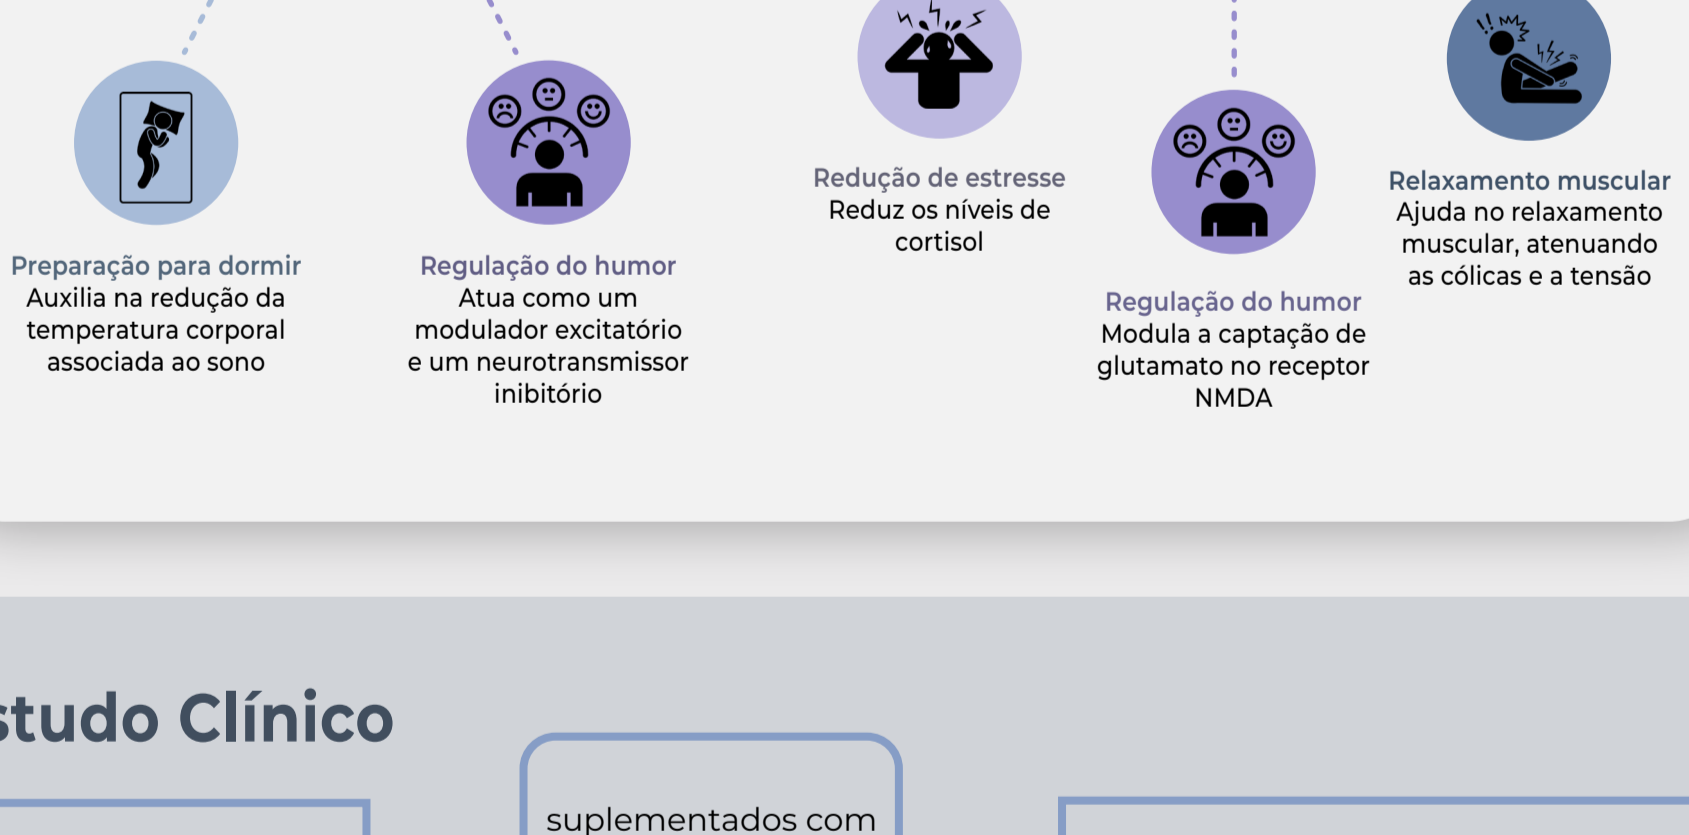 Preparação para dormir
Auxilia na redução da
temperatura corporal
associada ao sono
Regulação do humor
Atua como um
modulador excitatório
e um neurotransmissor
inibitório
Redução de estresse
Reduz os níveis de
cortisol
Regulação do humor
Modula a captação de
glutamato no receptor
NMDA
Relaxamento muscular
Ajuda no relaxamento
muscular, atenuando
as cólicas e a tensão
studo Clínico
suplementados com